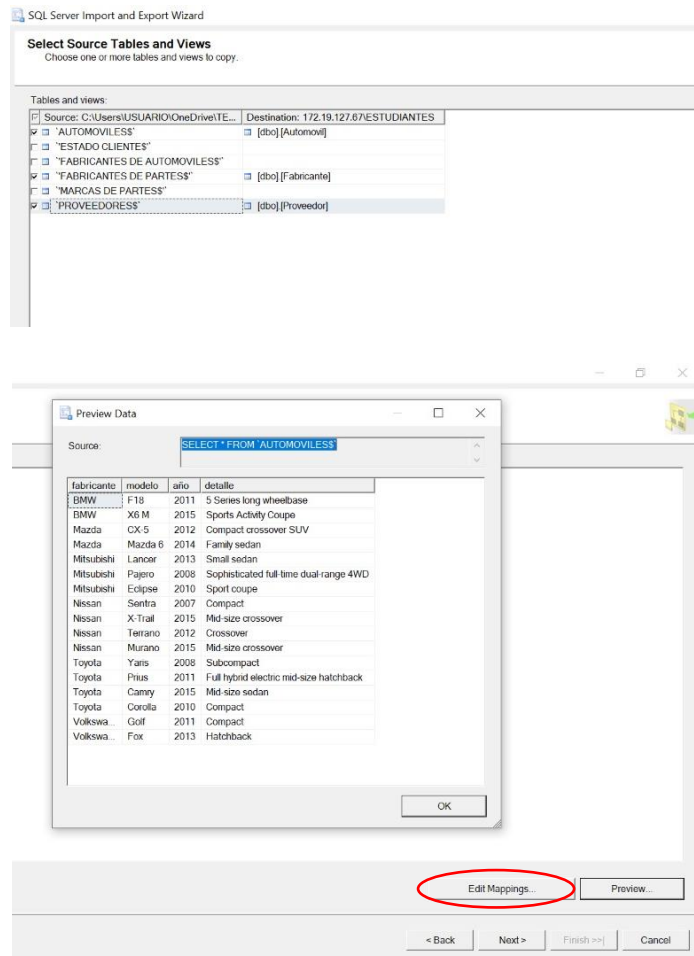 SQL Server Import and Export Wizard
Select Source Tables and Views
Choose one or more tables and views to copy.
Tables and views:
Source: C:\Users\USUARIO\OneDrive\TE... Destination: 172.19.127.67\ESTUDIANTES
`AUTOMOVILES$` [dbo].[Automovil]
`'ESTADO CLIENTE$'`
`'FABRICANTES DE AUTOMOVILES$'`
`'FABRICANTES DE PARTES$'` [dbo].[Fabricante]
`'MARCAS DE PARTES$'`
`PROVEEDORES$` [dbo].[Proveedor]
Preview Data
Source: SELECT * FROM `AUTOMOVILES$`
fabricante modelo año detalle
BMW F18 2011 5 Series long wheelbase
BMW X6 M 2015 Sports Activity Coupe
Mazda CX-5 2012 Compact crossover SUV
Mazda Mazda 6 2014 Family sedan
Mitsubishi Lancer 2013 Small sedan
Mitsubishi Pajero 2008 Sophisticated full-time dual-range 4WD
Mitsubishi Eclipse 2010 Sport coupe
Nissan Sentra 2007 Compact
Nissan X-Trail 2015 Mid-size crossover
Nissan Terrano 2012 Crossover
Nissan Murano 2015 Mid-size crossover
Toyota Yaris 2008 Subcompact
Toyota Prius 2011 Full hybrid electric mid-size hatchback
Toyota Camry 2015 Mid-size sedan
Toyota Corolla 2010 Compact
Volkswa... Golf 2011 Compact
Volkswa... Fox 2013 Hatchback
OK
Edit Mappings... Preview...
< Back Next > Finish >>| Cancel